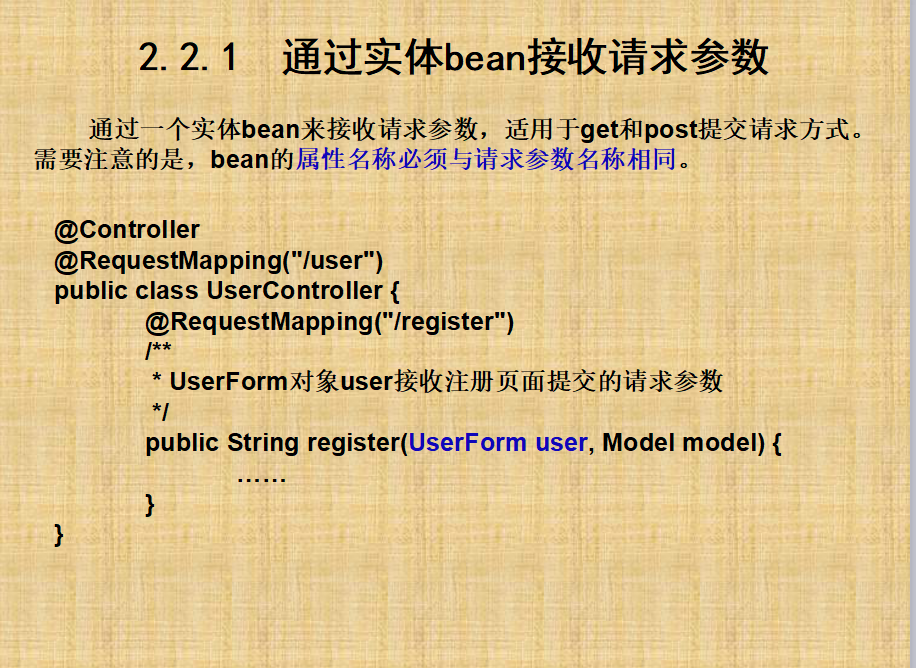 2.2.1 通过实体bean接收请求参数
通过一个实体bean来接收请求参数，适用于get和post提交请求方式。
需要注意的是，bean的属性名称必须与请求参数名称相同。
@Controller
@RequestMapping("/user")
public class UserController {
@RequestMapping("/register")
/**
* UserForm对象user接收注册页面提交的请求参数
*/
public String register(UserForm user, Model model) {
……
}
}